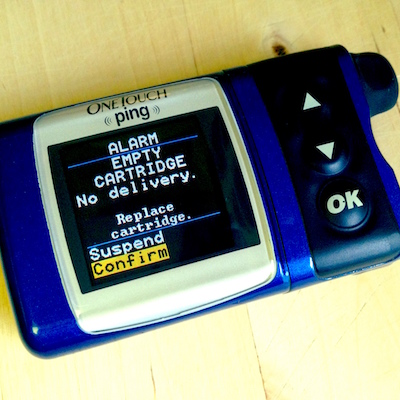 ONETOUCH
ping
ALARM
EMPTY
CARTRIDGE
No delivery.
Replace
cartridge.
Suspend
Confirm
OK